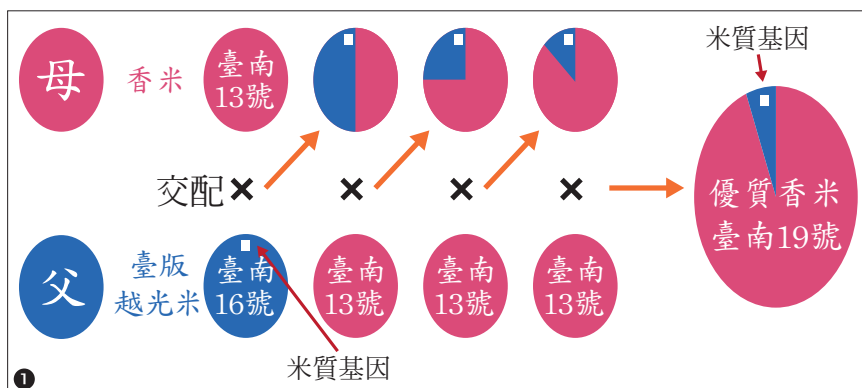 米質基因
母
香米
臺南
13號
交配
優質香米
臺南19號
父
臺版
越光米
臺南
16號
臺南
13號
臺南
13號
臺南
13號
米質基因
1